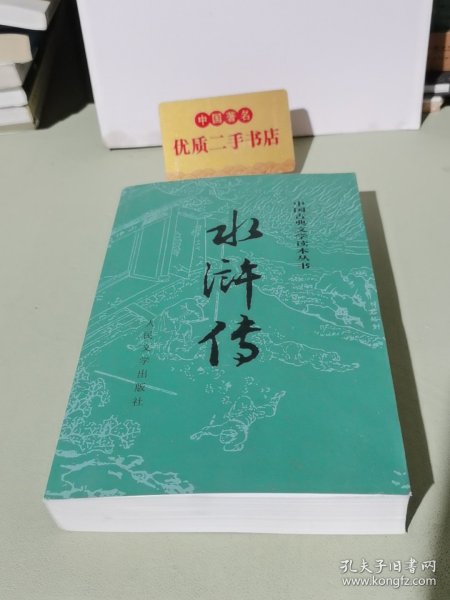 中国著名
优质二手书店
中国古典文学读本丛书
水浒传
人民文学出版社
孔夫子旧书网
www.kongfz.com